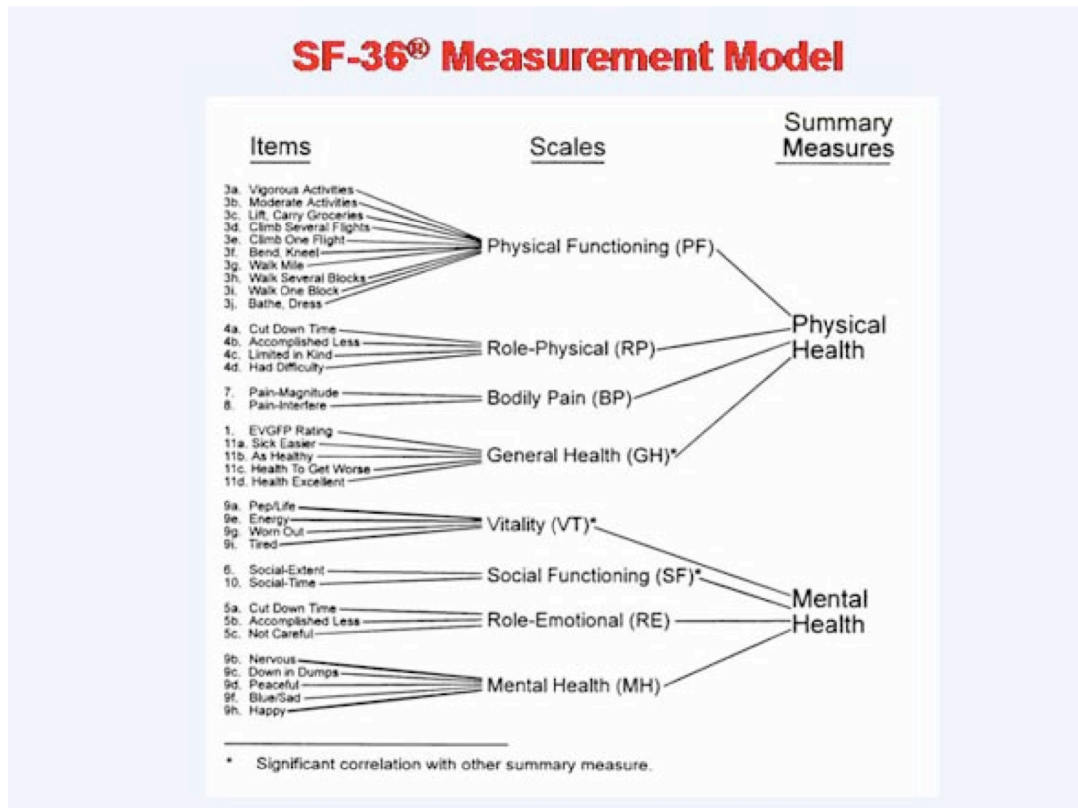 SF-36® Measurement Model
Items
Scales
Summary
Measures
3a. Vigorous Activities
3b. Moderate Activities
3c. Lift, Carry Groceries
3d. Climb Several Flights
3e. Climb One Flight
3f. Bend, Kneel
3g. Walk Mile
3h. Walk Several Blocks
3i. Walk One Block
3j. Bathe, Dress
Physical Functioning (PF)
4a. Cut Down Time
4b. Accomplished Less
4c. Limited in Kind
4d. Had Difficulty
Role-Physical (RP)
7. Pain-Magnitude
8. Pain-Interfere
Bodily Pain (BP)
1. EVGFP Rating
11a. Sick Easier
11b. As Healthy
11c. Health To Get Worse
11d. Health Excellent
General Health (GH)*
Physical
Health
9a. Pep/Life
9e. Energy
9g. Worn Out
9i. Tired
Vitality (VT)*
6. Social-Extent
10. Social-Time
Social Functioning (SF)*
5a. Cut Down Time
5b. Accomplished Less
5c. Not Careful
Role-Emotional (RE)
9b. Nervous
9c. Down in Dumps
9d. Peaceful
9f. Blue/Sad
9h. Happy
Mental Health (MH)
Mental
Health
* Significant correlation with other summary measure.